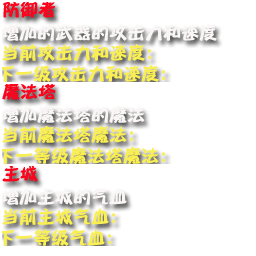 防御者
增加的武器的攻击力和速度
当前攻击力和速度:
下一级攻击力和速度:
魔法塔
增加魔法塔的魔法
当前魔法塔魔法:
下一等级魔法塔魔法:
主城
增加主城的气血
当前主城气血:
下一等级气血: